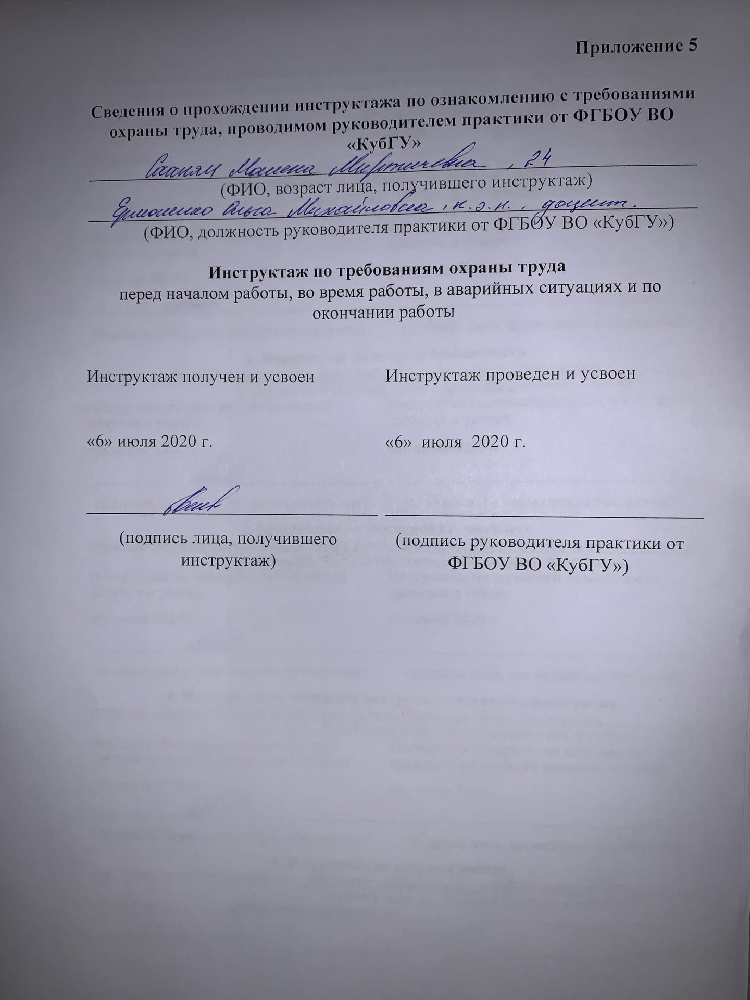 Приложение 5
Сведения о прохождении инструктажа по ознакомлению с требованиями
охраны труда, проводимом руководителем практики от ФГБОУ ВО
«КубГУ»
Саанян Мкртичевна, 24
(ФИО, возраст лица, получившего инструктаж)
Ермоленко Ольга Михайловна, к.э.н., доцент.
(ФИО, должность руководителя практики от ФГБОУ ВО «КубГУ»)
Инструктаж по требованиям охраны труда
перед началом работы, во время работы, в аварийных ситуациях и по
окончании работы
Инструктаж получен и усвоен
Инструктаж проведен и усвоен
«6» июля 2020 г.
«6» июля 2020 г.
(подпись лица, получившего
инструктаж)
(подпись руководителя практики от
ФГБОУ ВО «КубГУ»)